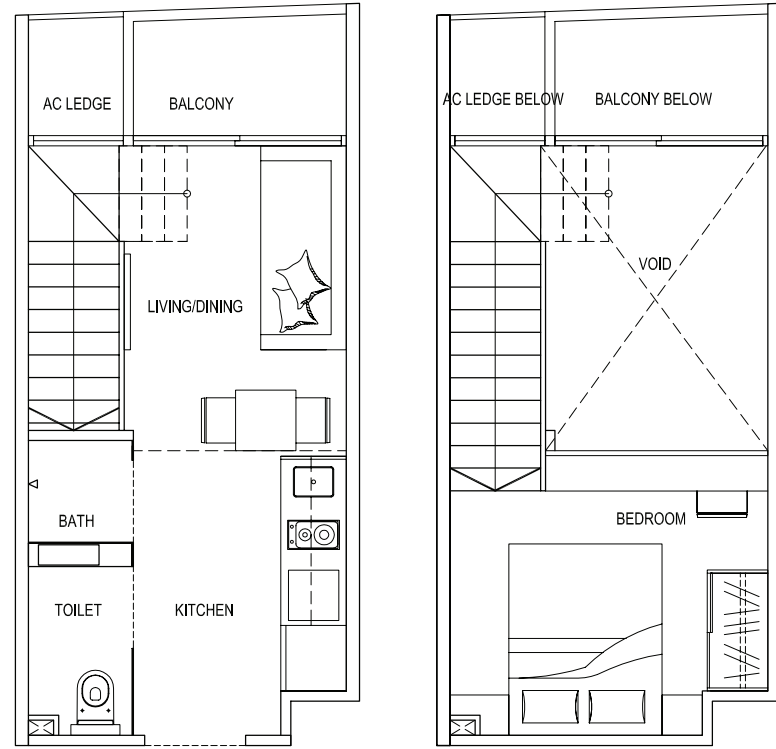 AC LEDGE
BALCONY
LIVING/DINING
BATH
TOILET
KITCHEN
AC LEDGE BELOW
BALCONY BELOW
VOID
BEDROOM